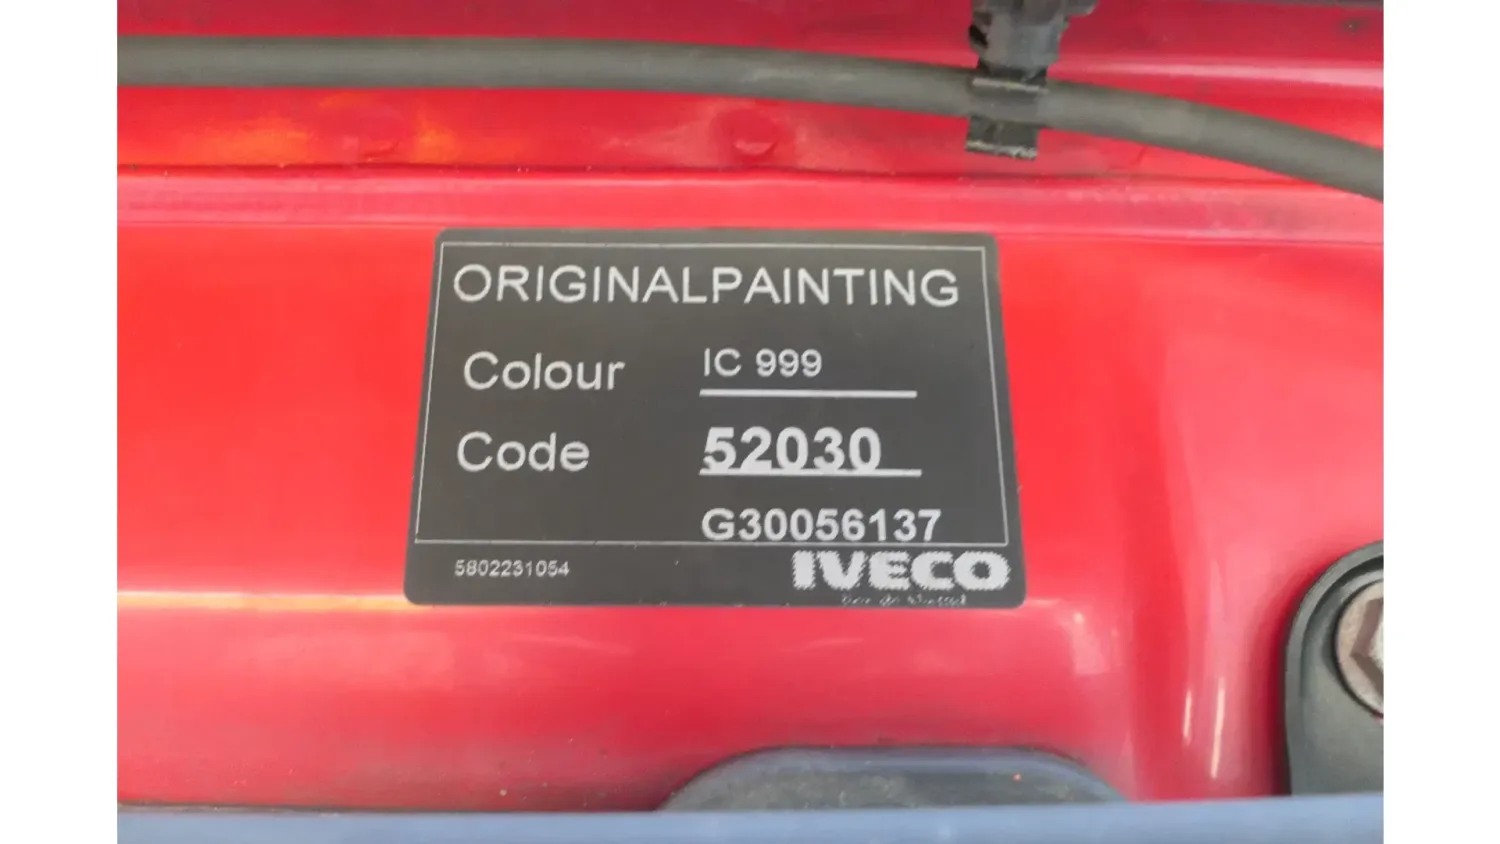 ORIGINALPAINTING
Colour IC 999
Code 52030
G30056137
5802231054 IVECO